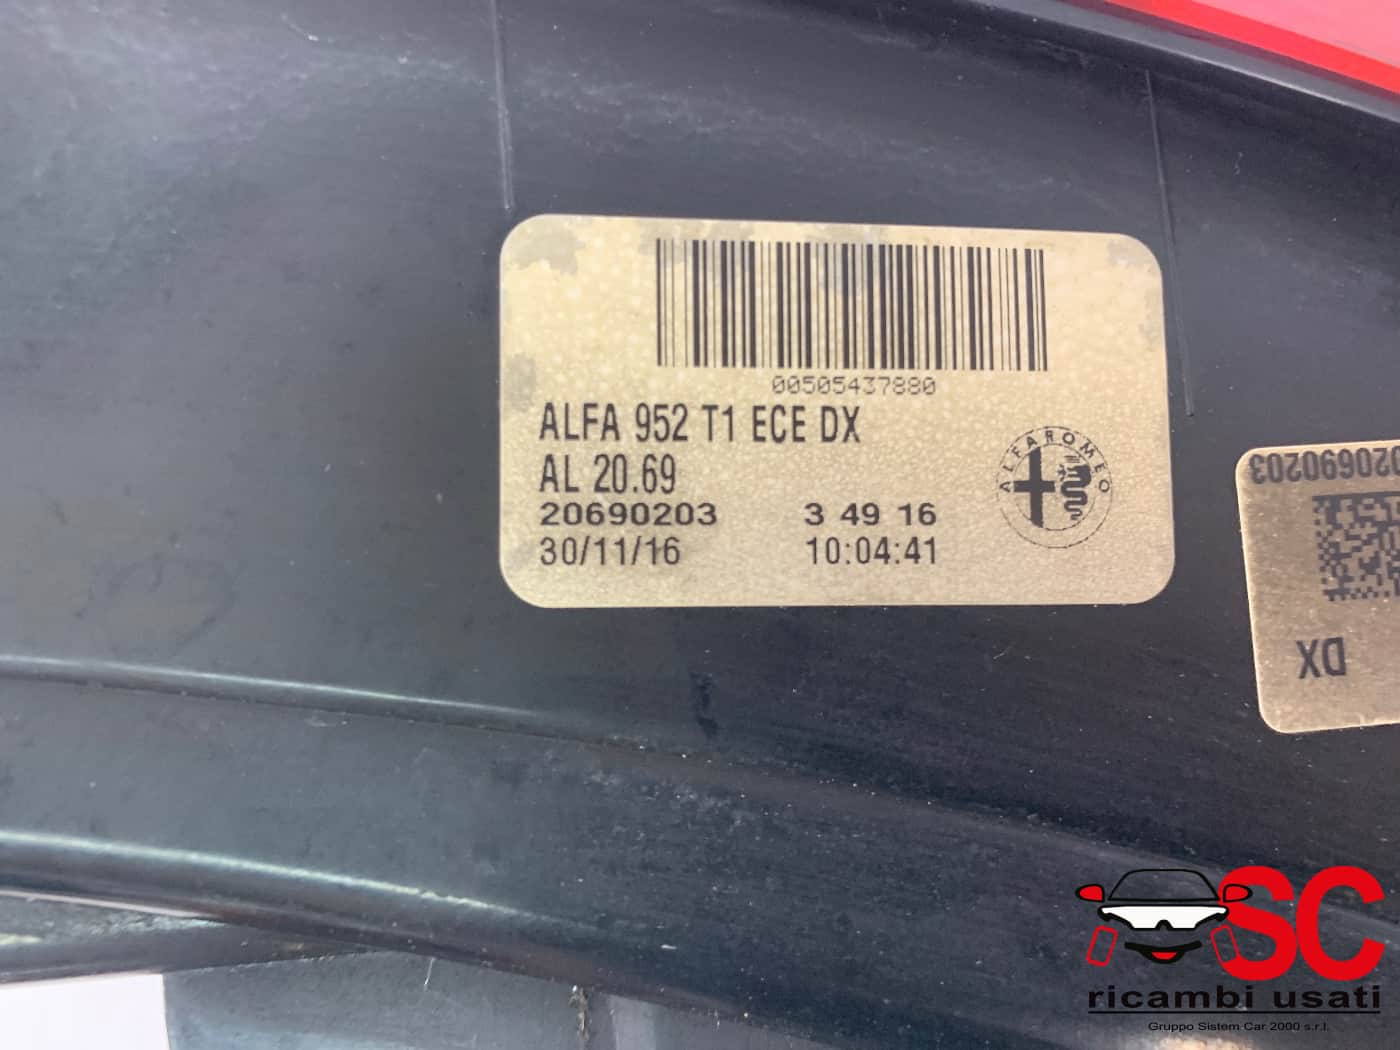 00505437880
ALFA 952 T1 ECE DX
AL 20.69
20690203 3 49 16
30/11/16 10:04:41
ALFA ROMEO
020690203
DX
SC
ricambi usati
Gruppo Sistem Car 2000 s.r.l.